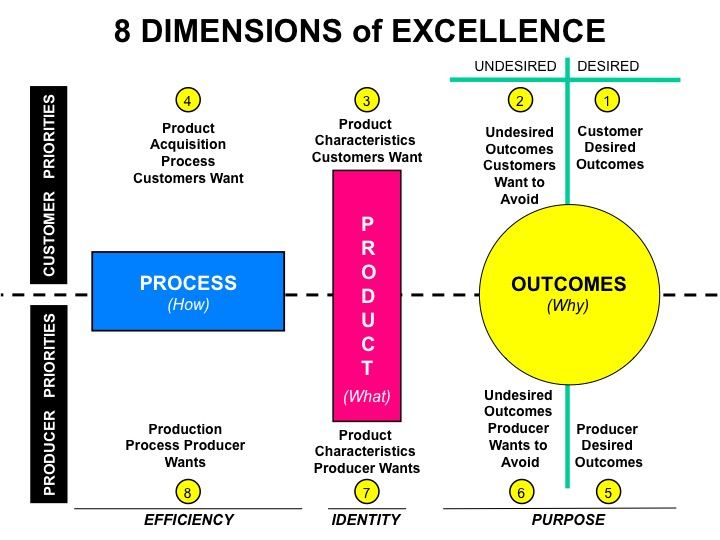 8 DIMENSIONS of EXCELLENCE
UNDESIRED
DESIRED
CUSTOMER PRIORITIES
4
Product
Acquisition
Process
Customers Want
3
Product
Characteristics
Customers Want
2
Undesired
Outcomes
Customers
Want to
Avoid
1
Customer
Desired
Outcomes
PROCESS
(How)
PRODUCT
(What)
OUTCOMES
(Why)
PRODUCER PRIORITIES
Production
Process Producer
Wants
8
Product
Characteristics
Producer Wants
7
Undesired
Outcomes
Producer
Wants to
Avoid
6
Producer
Desired
Outcomes
5
EFFICIENCY
IDENTITY
PURPOSE